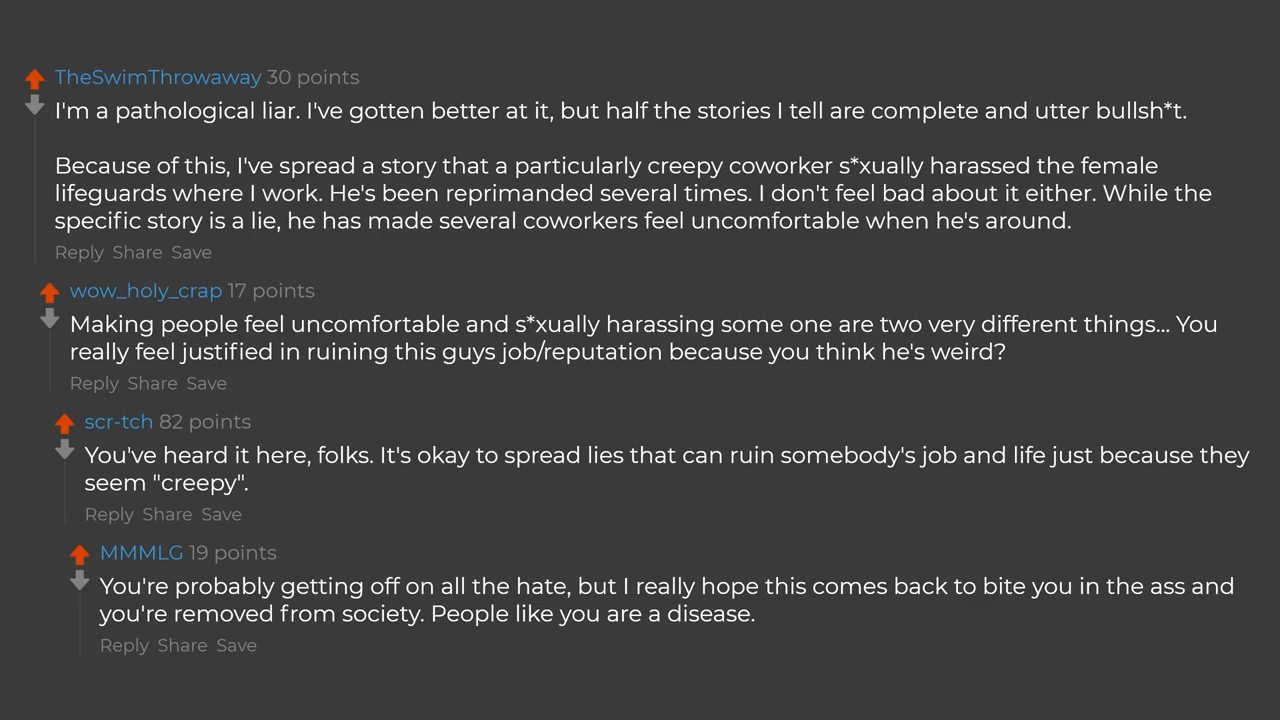 TheSwimThrowaway 30 points
I'm a pathological liar. I've gotten better at it, but half the stories I tell are complete and utter bullsh*t.
Because of this, I've spread a story that a particularly creepy coworker s*xually harassed the female
lifeguards where I work. He's been reprimanded several times. I don't feel bad about it either. While the
specific story is a lie, he has made several coworkers feel uncomfortable when he's around.
Reply Share Save
wow_holy_crap 17 points
Making people feel uncomfortable and s*xually harassing some one are two very different things... You
really feel justified in ruining this guys job/reputation because you think he's weird?
Reply Share Save
scr-tch 82 points
You've heard it here, folks. It's okay to spread lies that can ruin somebody's job and life just because they
seem "creepy".
Reply Share Save
MMMLG 19 points
You're probably getting off on all the hate, but I really hope this comes back to bite you in the ass and
you're removed from society. People like you are a disease.
Reply Share Save